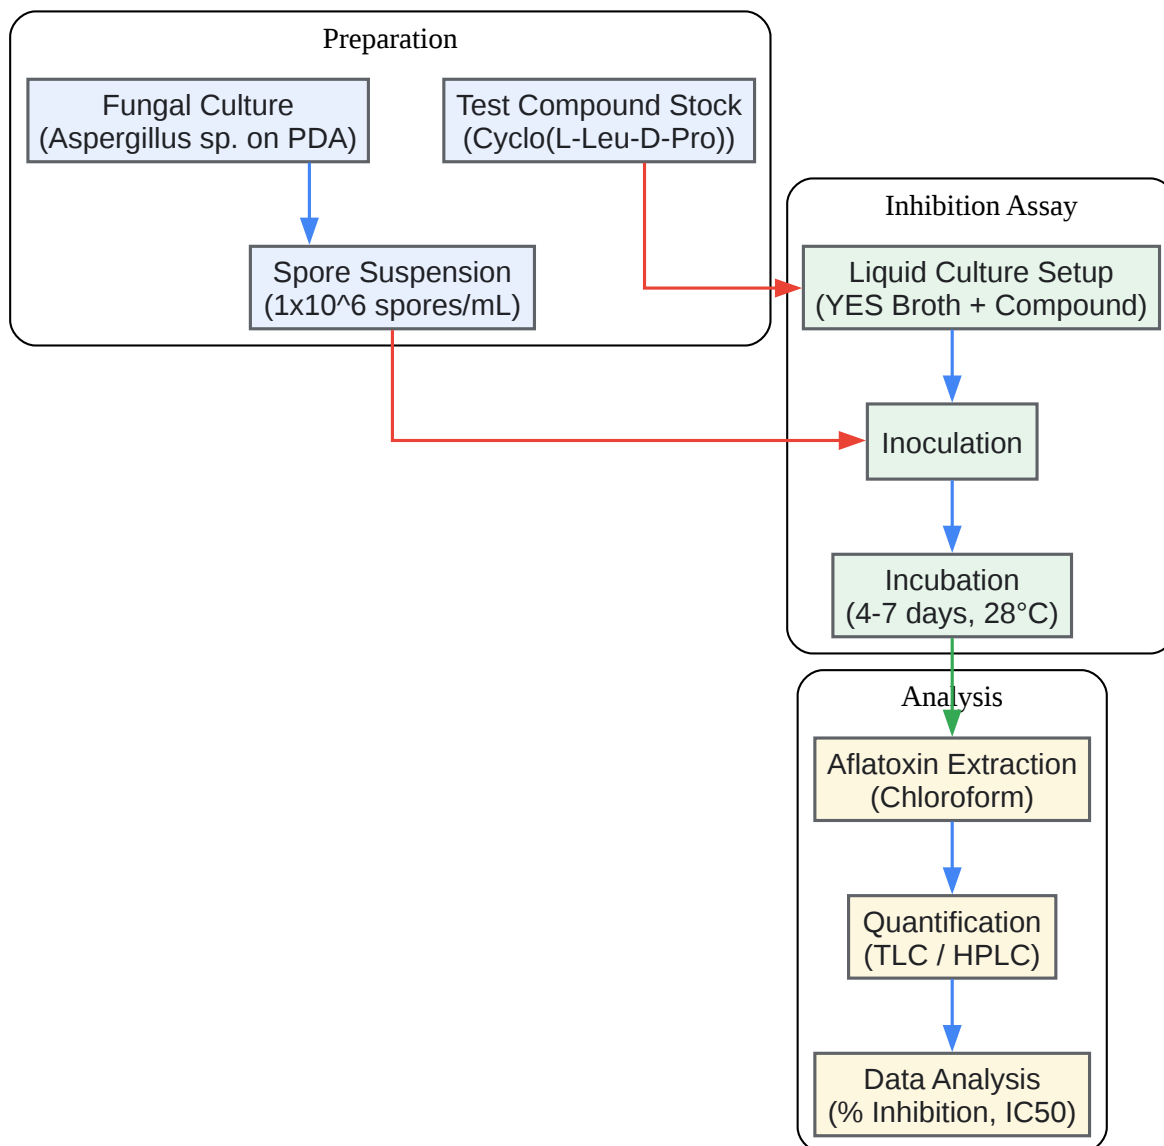 Preparation
Fungal Culture
(Aspergillus sp. on PDA)
Test Compound Stock
(Cyclo(L-Leu-D-Pro))
Spore Suspension
(1x10^6 spores/mL)
Inhibition Assay
Liquid Culture Setup
(YES Broth + Compound)
Inoculation
Incubation
(4-7 days, 28°C)
Analysis
Aflatoxin Extraction
(Chloroform)
Quantification
(TLC / HPLC)
Data Analysis
(% Inhibition, IC50)